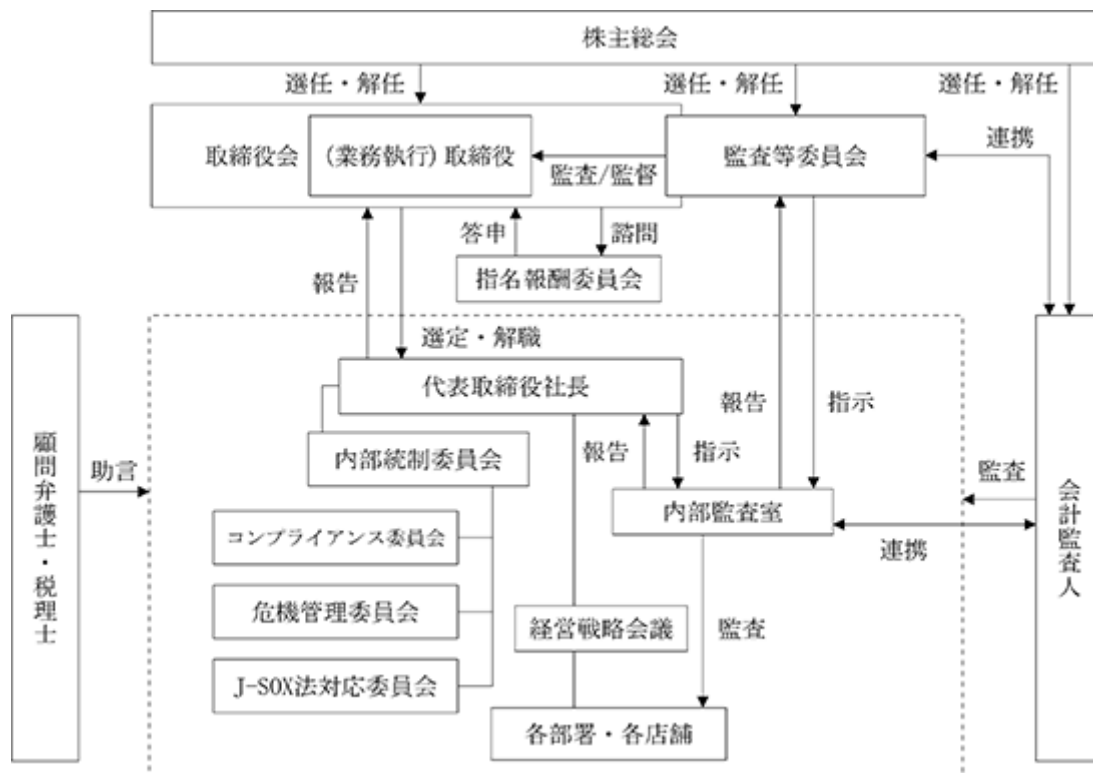 株主総会
選任・解任
選任・解任
選任・解任
取締役会
(業務執行)取締役
監査/監督
監査等委員会
連携
答申
諮問
指名報酬委員会
報告
選定・解職
代表取締役社長
報告
指示
内部統制委員会
報告
指示
内部監査室
顧問弁護士・税理士
助言
監査
連携
会計監査人
コンプライアンス委員会
危機管理委員会
経営戦略会議
監査
J-SOX法対応委員会
各部署・各店舗